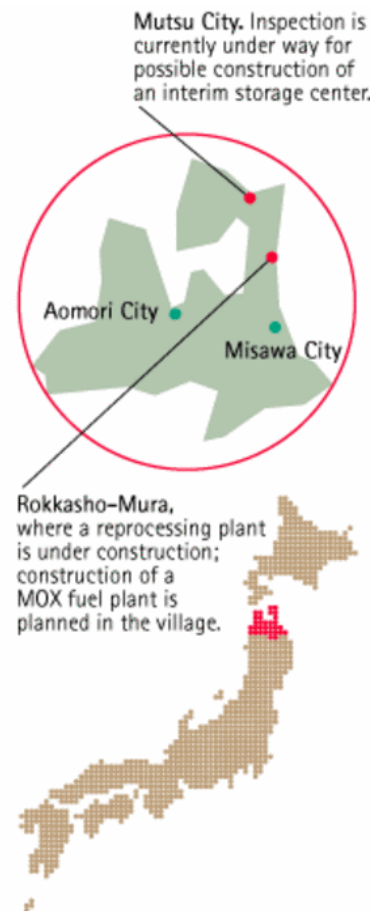 Mutsu City. Inspection is
currently under way for
possible construction of
an interim storage center.
Aomori City
Misawa City
Rokkasho-Mura,
where a reprocessing plant
is under construction;
construction of a
MOX fuel plant is
planned in the village.